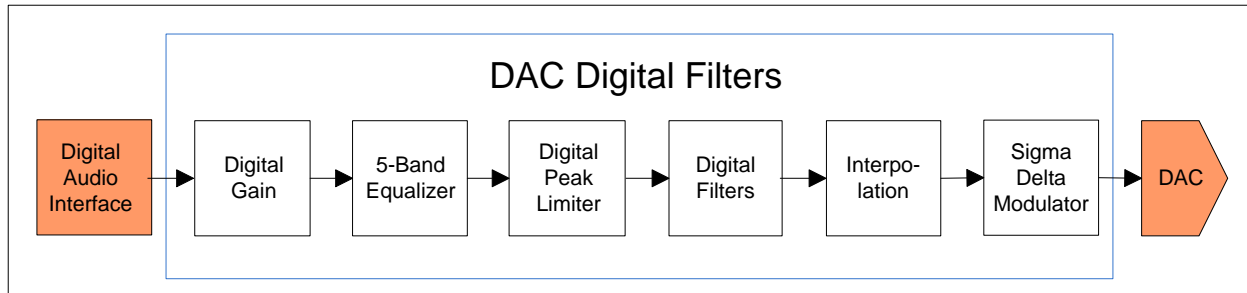 DAC Digital Filters
Digital
Audio
Interface
Digital
Gain
5-Band
Equalizer
Digital
Peak
Limiter
Digital
Filters
Interpo-
lation
Sigma
Delta
Modulator
DAC